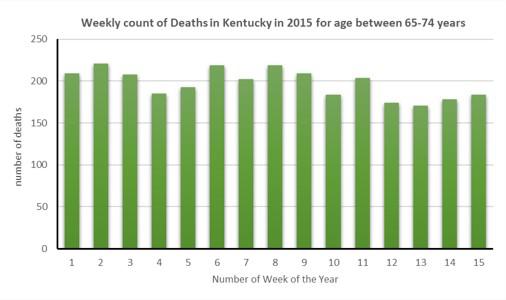 Weekly count of Deaths in Kentucky in 2015 for age between 65-74 years
250
200
150
100
50
0
number of deaths
1 2 3 4 5 6 7 8 9 10 11 12 13 14 15
Number of Week of the Year